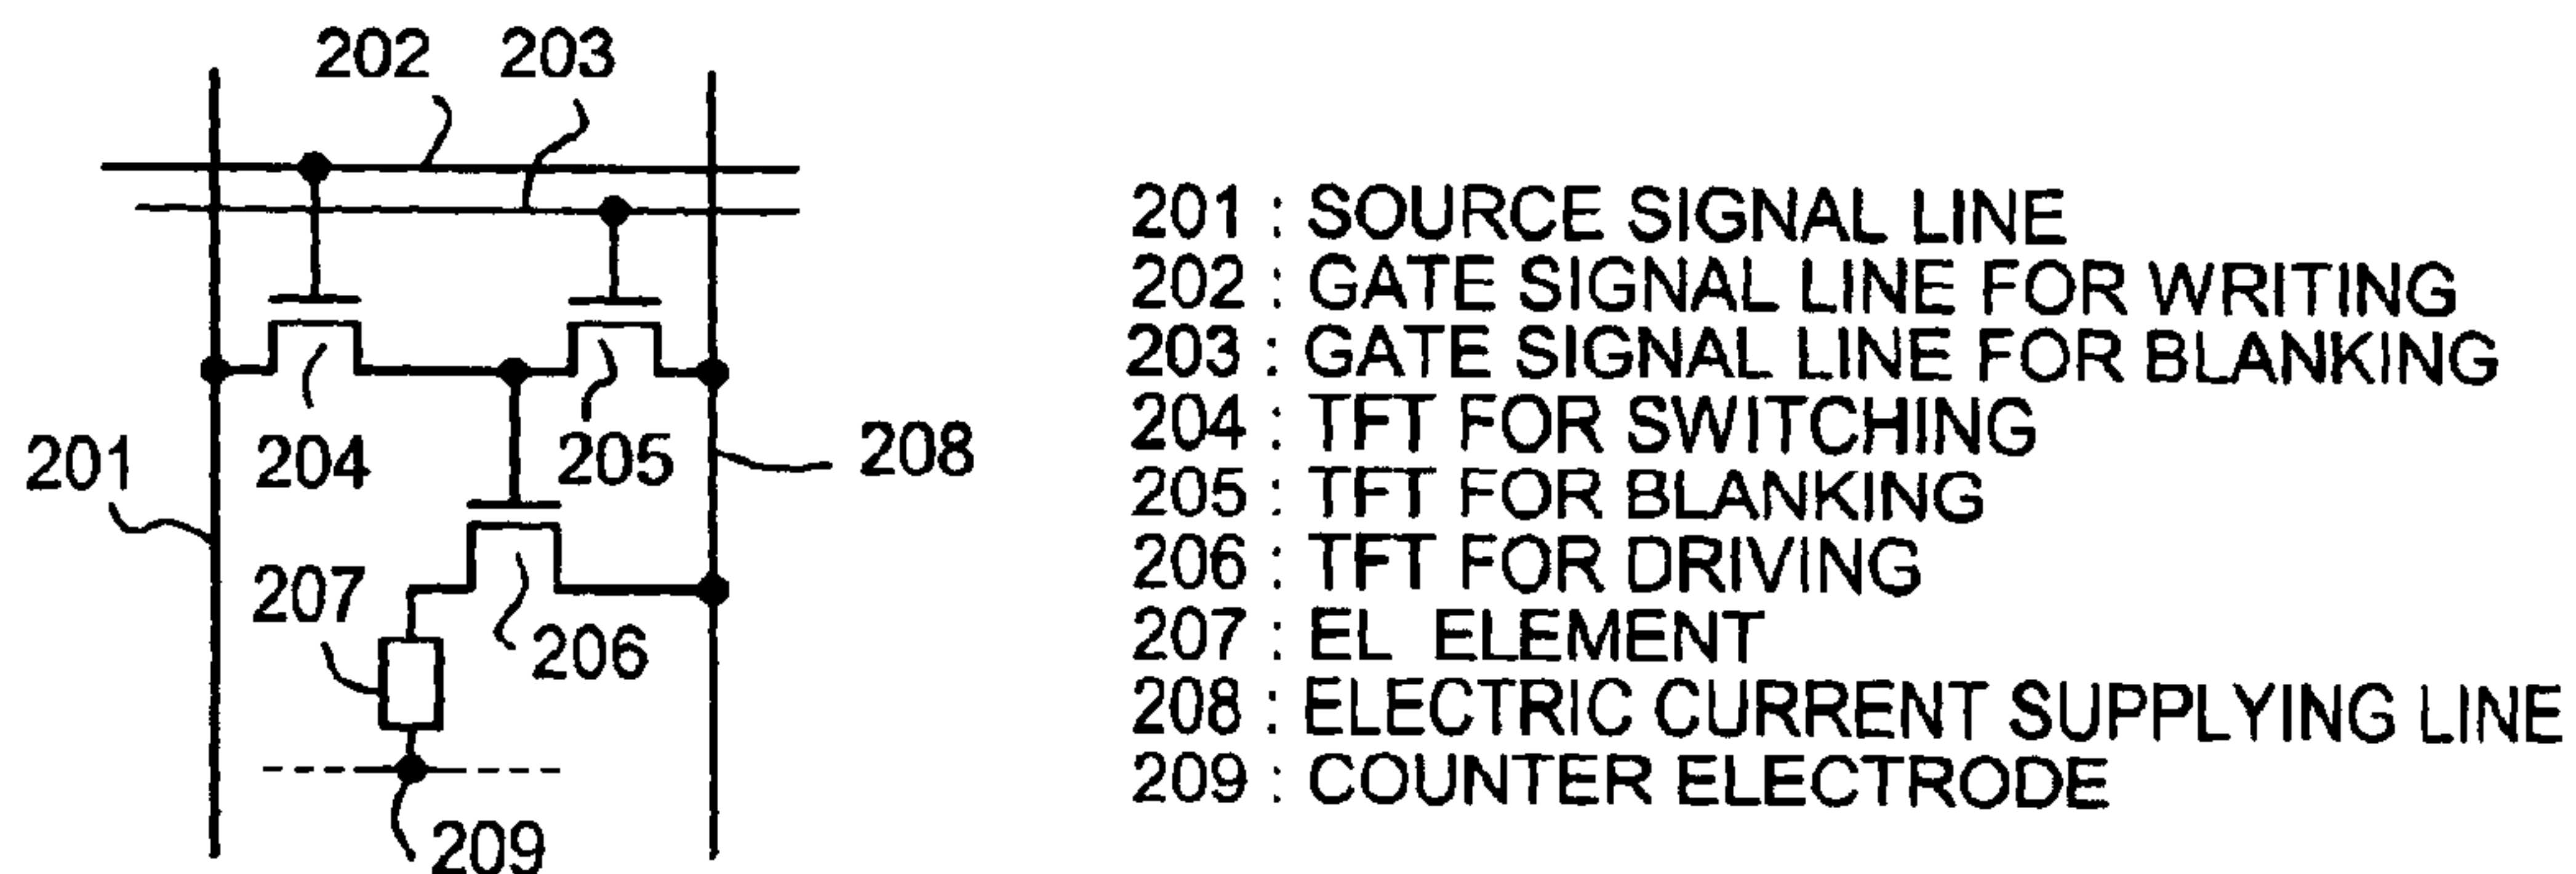 202 203
201 : SOURCE SIGNAL LINE
202 : GATE SIGNAL LINE FOR WRITING
203 : GATE SIGNAL LINE FOR BLANKING
204 : TFT FOR SWITCHING
205 : TFT FOR BLANKING
206 : TFT FOR DRIVING
207 : EL ELEMENT
208 : ELECTRIC CURRENT SUPPLYING LINE
209 : COUNTER ELECTRODE
201 204 205 208
207 206
209